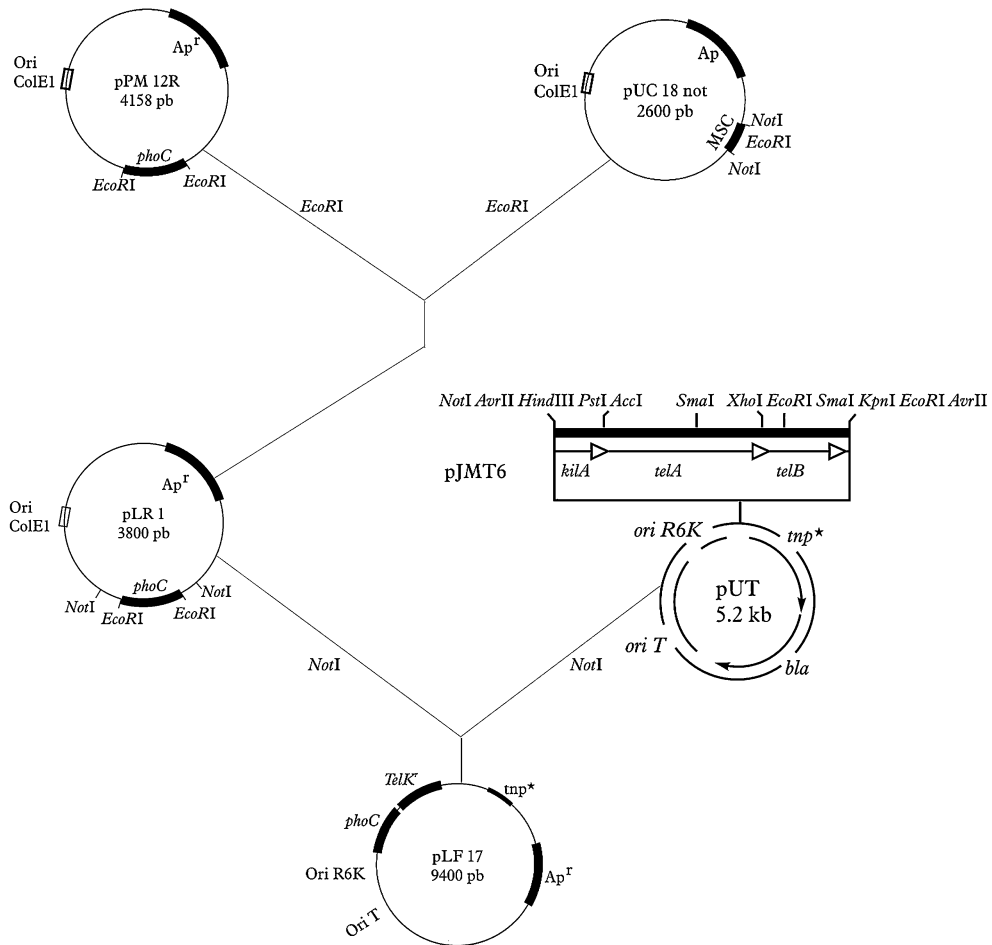 Ap^r
Ori
ColE1
pPM 12R
4158 pb
phoC
EcoRI
EcoRI
Ap
Ori
ColE1
pUC 18 not
2600 pb
MSC
NotI
EcoRI
NotI
EcoRI
EcoRI
NotI AvrII HindIII PstI AccI SmaI XhoI EcoRI SmaI KpnI EcoRI AvrII
pJMT6
kilA
telA
telB
Ap^r
Ori
ColE1
pLR 1
3800 pb
phoC
NotI
EcoRI
EcoRI
NotI
ori R6K
tnp★
pUT
5.2 kb
ori T
bla
NotI
NotI
TelK^r
tnp★
phoC
pLF 17
9400 pb
Ori R6K
Ap^r
Ori T